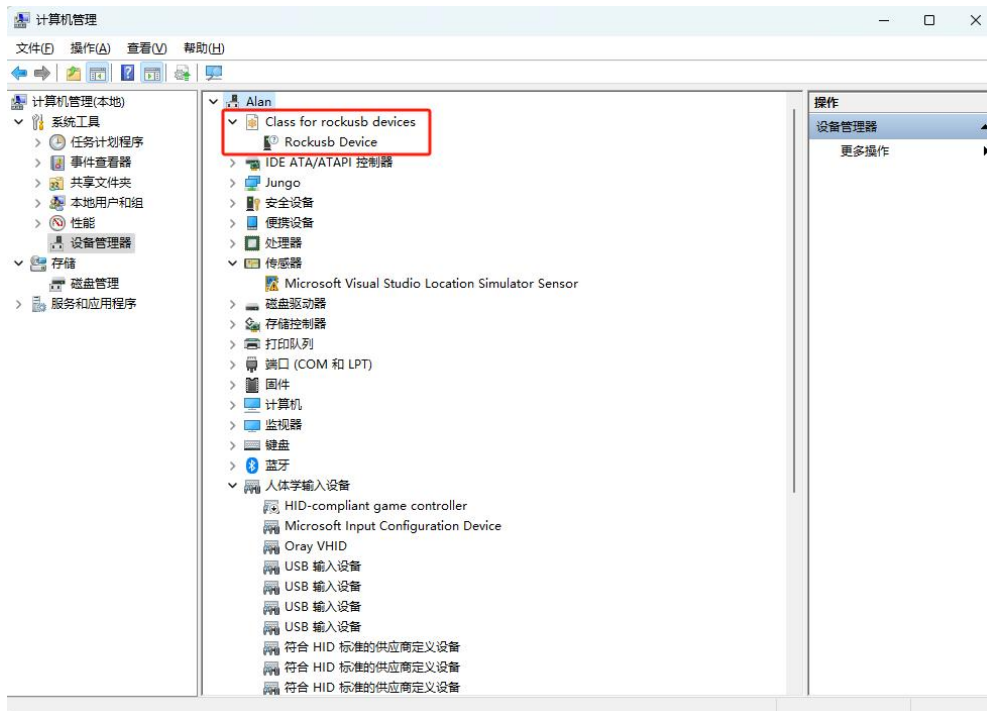 计算机管理
文件(F) 操作(A) 查看(V) 帮助(H)
计算机管理(本地)
系统工具
任务计划程序
事件查看器
共享文件夹
本地用户和组
性能
设备管理器
存储
磁盘管理
服务和应用程序
Alan
Class for rockusb devices
Rockusb Device
IDE ATA/ATAPI 控制器
Jungo
安全设备
便携设备
处理器
传感器
Microsoft Visual Studio Location Simulator Sensor
磁盘驱动器
存储控制器
打印队列
端口 (COM 和 LPT)
固件
计算机
监视器
键盘
蓝牙
人体学输入设备
HID-compliant game controller
Microsoft Input Configuration Device
Oray VHID
USB 输入设备
USB 输入设备
USB 输入设备
USB 输入设备
符合 HID 标准的供应商定义设备
符合 HID 标准的供应商定义设备
符合 HID 标准的供应商定义设备
操作
设备管理器
更多操作